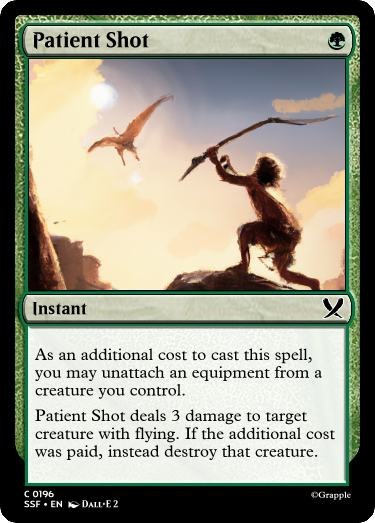 Patient Shot
Instant
As an additional cost to cast this spell,
you may unattach an equipment from a
creature you control.
Patient Shot deals 3 damage to target
creature with flying. If the additional cost
was paid, instead destroy that creature.
C 0196
SSF • EN DALL•E 2
©Grapple